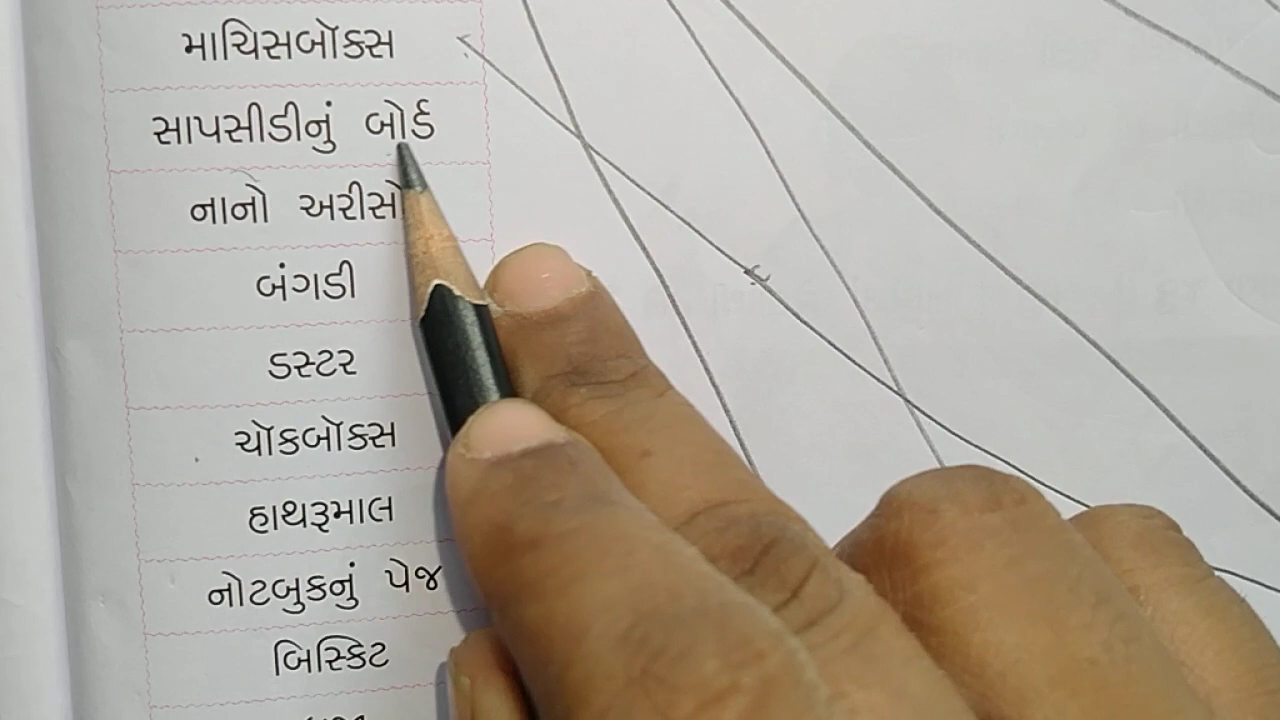 માચિસબૉક્સ
સાપસીડીનું બોર્ડ
નાનો અરીસો
બંગડી
ડસ્ટર
ચૉકબૉક્સ
હાથરૂમાલ
નોટબુકનું પેજ
બિસ્કિટ